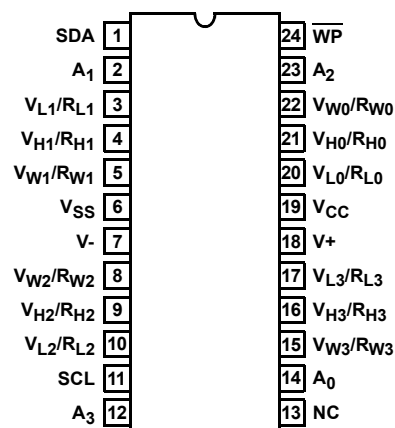 SDA 1 24 W̅P̅
A1 2 23 A2
VL1/RL1 3 22 VW0/RW0
VH1/RH1 4 21 VH0/RH0
VW1/RW1 5 20 VL0/RL0
VSS 6 19 VCC
V- 7 18 V+
VW2/RW2 8 17 VL3/RL3
VH2/RH2 9 16 VH3/RH3
VL2/RL2 10 15 VW3/RW3
SCL 11 14 A0
A3 12 13 NC